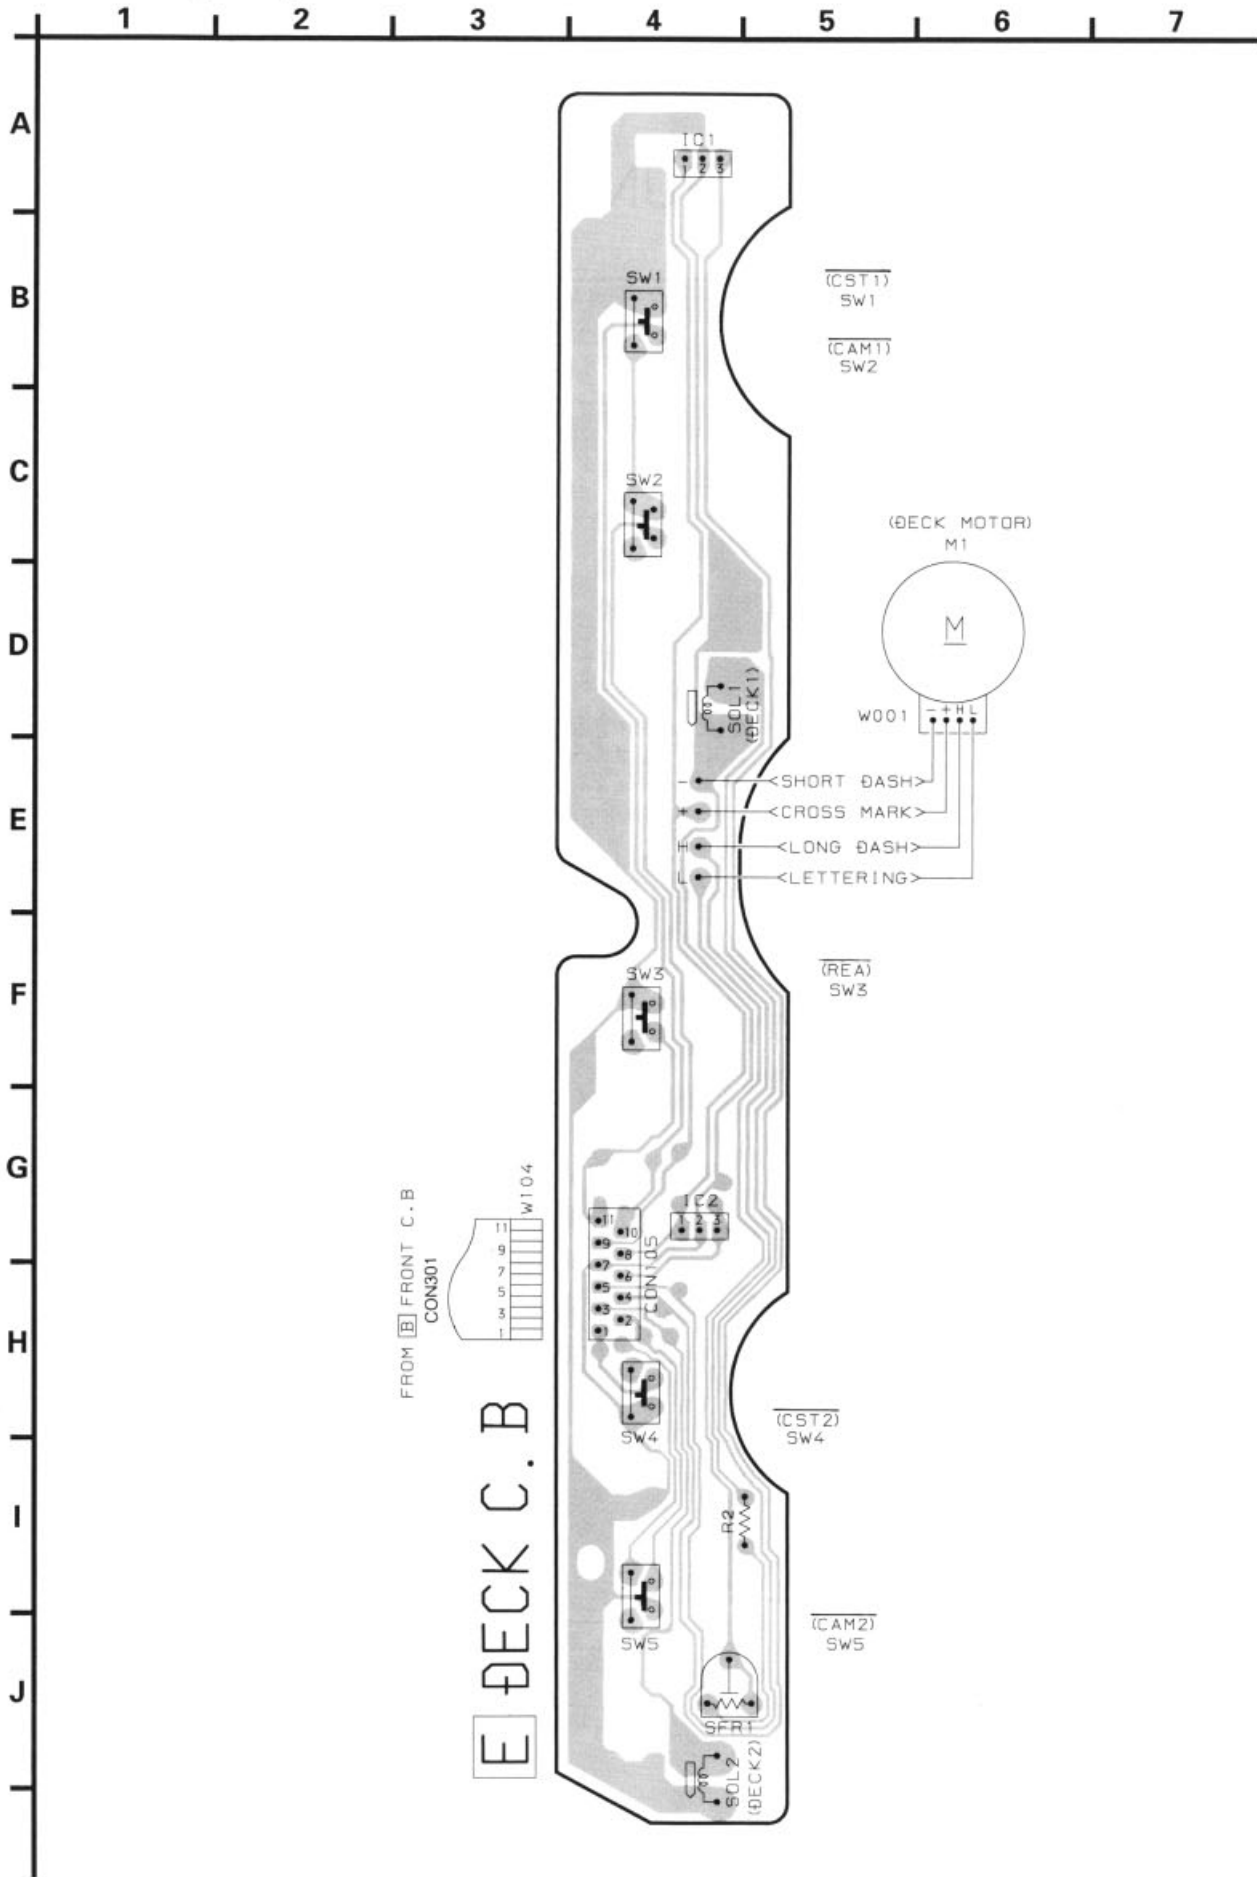 1 2 3 4 5 6 7
A
IC1
1 2 3
B
SW1
(CST1)
SW1
(CAM1)
SW2
C
SW2
(DECK MOTOR)
M1
D
M
SOL1
(DECK1)
W001
- + H L
E
- <SHORT DASH>
+ <CROSS MARK>
H <LONG DASH>
L <LETTERING>
F
SW3
(REA)
SW3
G
FROM B FRONT C.B
CON301
W104
11
9
7
5
3
1
11
10
9
8
7
6
5
4
3
2
1
CON105
IC2
1 2 3
H
SW4
(CST2)
SW4
I
R2
SW5
(CAM2)
SW5
J
SFR1
SOL2
(DECK2)
E DECK C.B